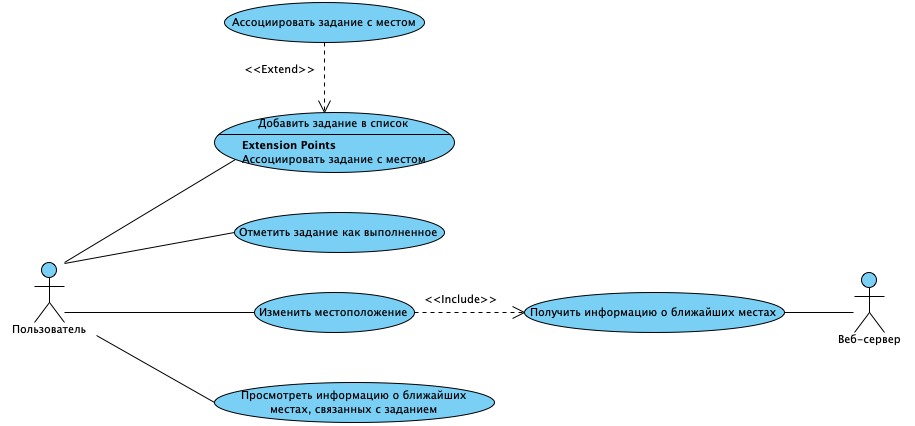 Ассоциировать задание с местом
<<Extend>>
Добавить задание в список
Extension Points
Ассоциировать задание с местом
Отметить задание как выполненное
Пользователь
Изменить местоположение
<<Include>>
Получить информацию о ближайших местах
Веб-сервер
Просмотреть информацию о ближайших
местах, связанных с заданием